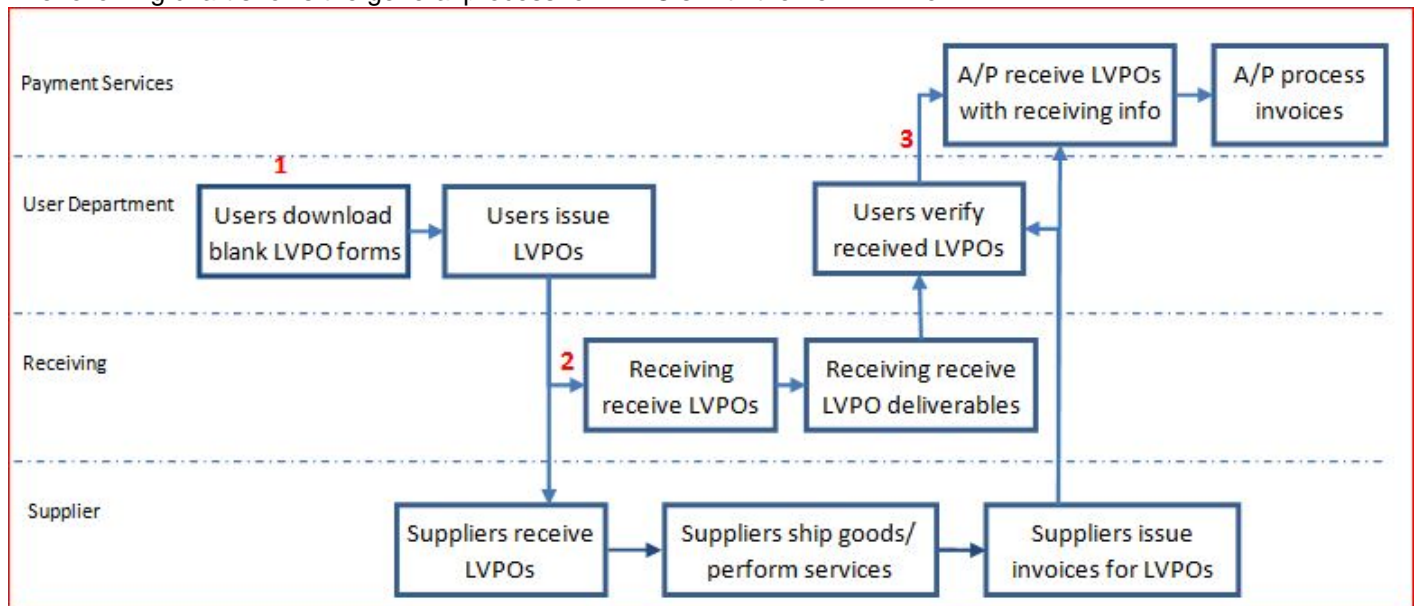 Payment Services
A/P receive LVPOs
with receiving info
A/P process
invoices
3
1
User Department
Users download
blank LVPO forms
Users issue
LVPOs
Users verify
received LVPOs
Receiving
2
Receiving
receive LVPOs
Receiving receive
LVPO deliverables
Supplier
Suppliers receive
LVPOs
Suppliers ship goods/
perform services
Suppliers issue
invoices for LVPOs